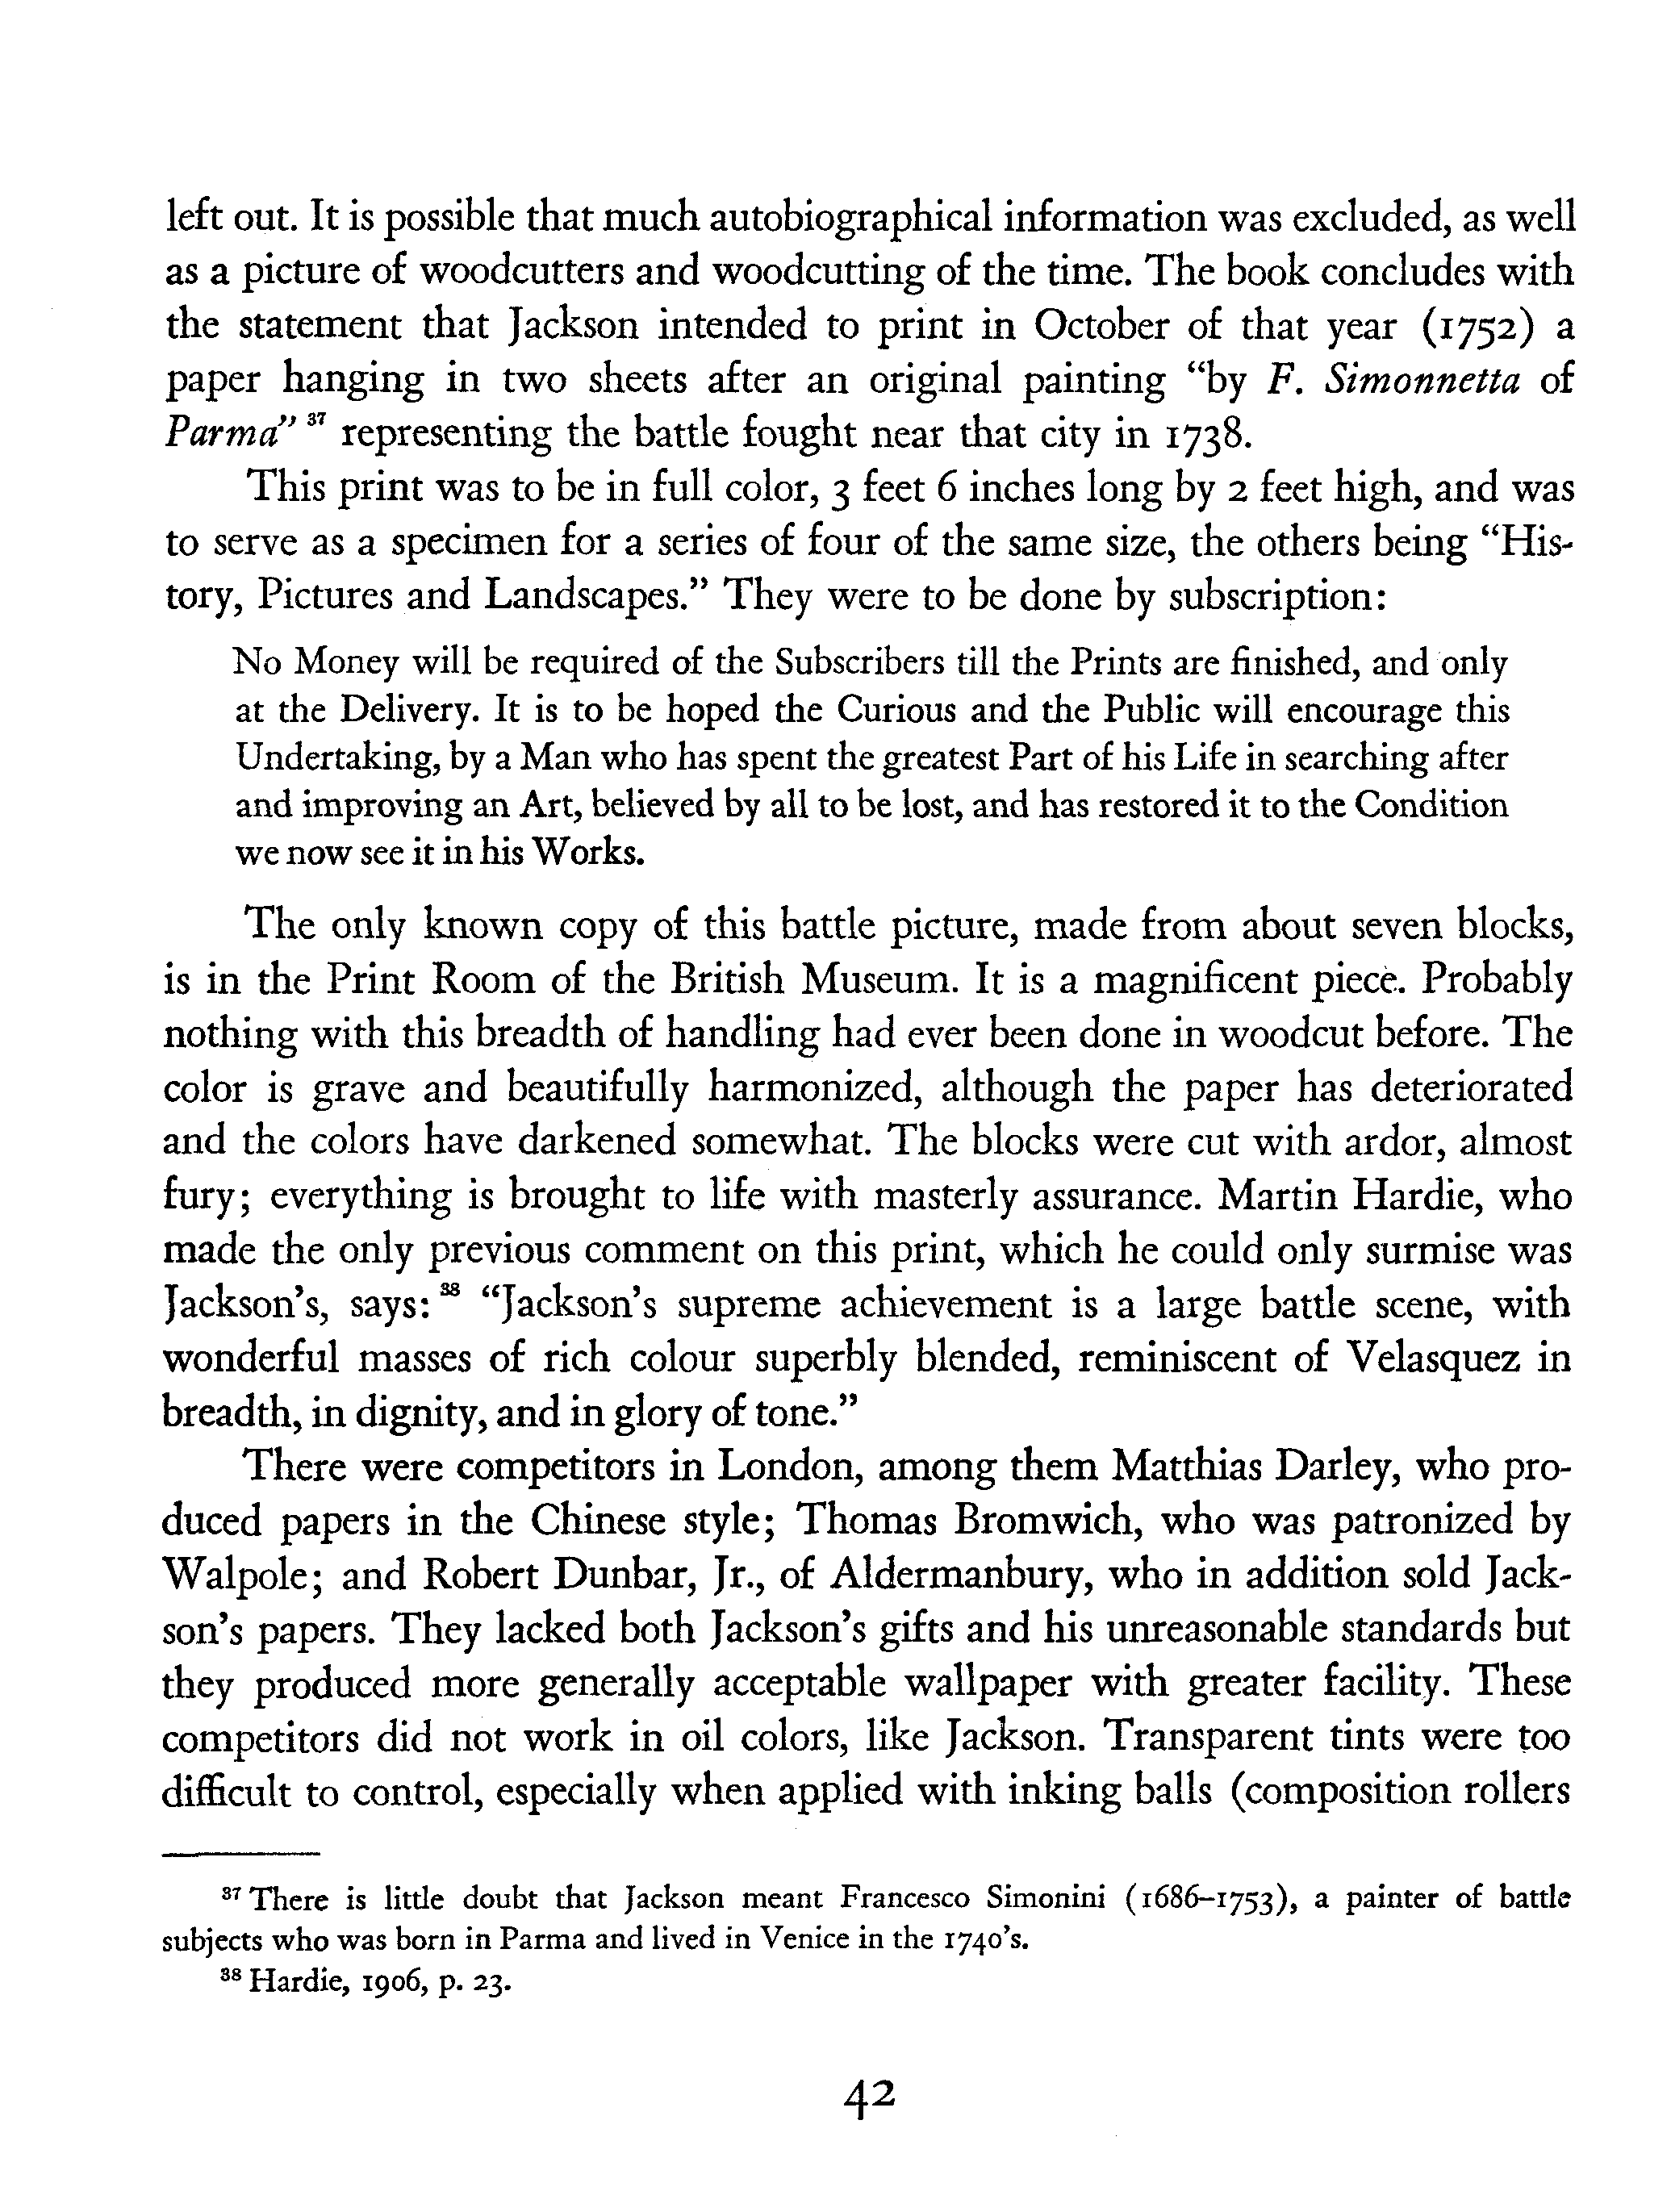 left out. It is possible that much autobiographical information was excluded, as well
as a picture of woodcutters and woodcutting of the time. The book concludes with
the statement that Jackson intended to print in October of that year (1752) a
paper hanging in two sheets after an original painting “by F. Simonnetta of
Parma” 37 representing the battle fought near that city in 1738.
This print was to be in full color, 3 feet 6 inches long by 2 feet high, and was
to serve as a specimen for a series of four of the same size, the others being “His-
tory, Pictures and Landscapes.” They were to be done by subscription:
No Money will be required of the Subscribers till the Prints are finished, and only
at the Delivery. It is to be hoped the Curious and the Public will encourage this
Undertaking, by a Man who has spent the greatest Part of his Life in searching after
and improving an Art, believed by all to be lost, and has restored it to the Condition
we now see it in his Works.
The only known copy of this battle picture, made from about seven blocks,
is in the Print Room of the British Museum. It is a magnificent piece. Probably
nothing with this breadth of handling had ever been done in woodcut before. The
color is grave and beautifully harmonized, although the paper has deteriorated
and the colors have darkened somewhat. The blocks were cut with ardor, almost
fury; everything is brought to life with masterly assurance. Martin Hardie, who
made the only previous comment on this print, which he could only surmise was
Jackson’s, says: 38 “Jackson’s supreme achievement is a large battle scene, with
wonderful masses of rich colour superbly blended, reminiscent of Velasquez in
breadth, in dignity, and in glory of tone.”
There were competitors in London, among them Matthias Darley, who pro-
duced papers in the Chinese style; Thomas Bromwich, who was patronized by
Walpole; and Robert Dunbar, Jr., of Aldermanbury, who in addition sold Jack-
son’s papers. They lacked both Jackson’s gifts and his unreasonable standards but
they produced more generally acceptable wallpaper with greater facility. These
competitors did not work in oil colors, like Jackson. Transparent tints were too
difficult to control, especially when applied with inking balls (composition rollers
37 There is little doubt that Jackson meant Francesco Simonini (1686–1753), a painter of battle
subjects who was born in Parma and lived in Venice in the 1740’s.
38 Hardie, 1906, p. 23.
42